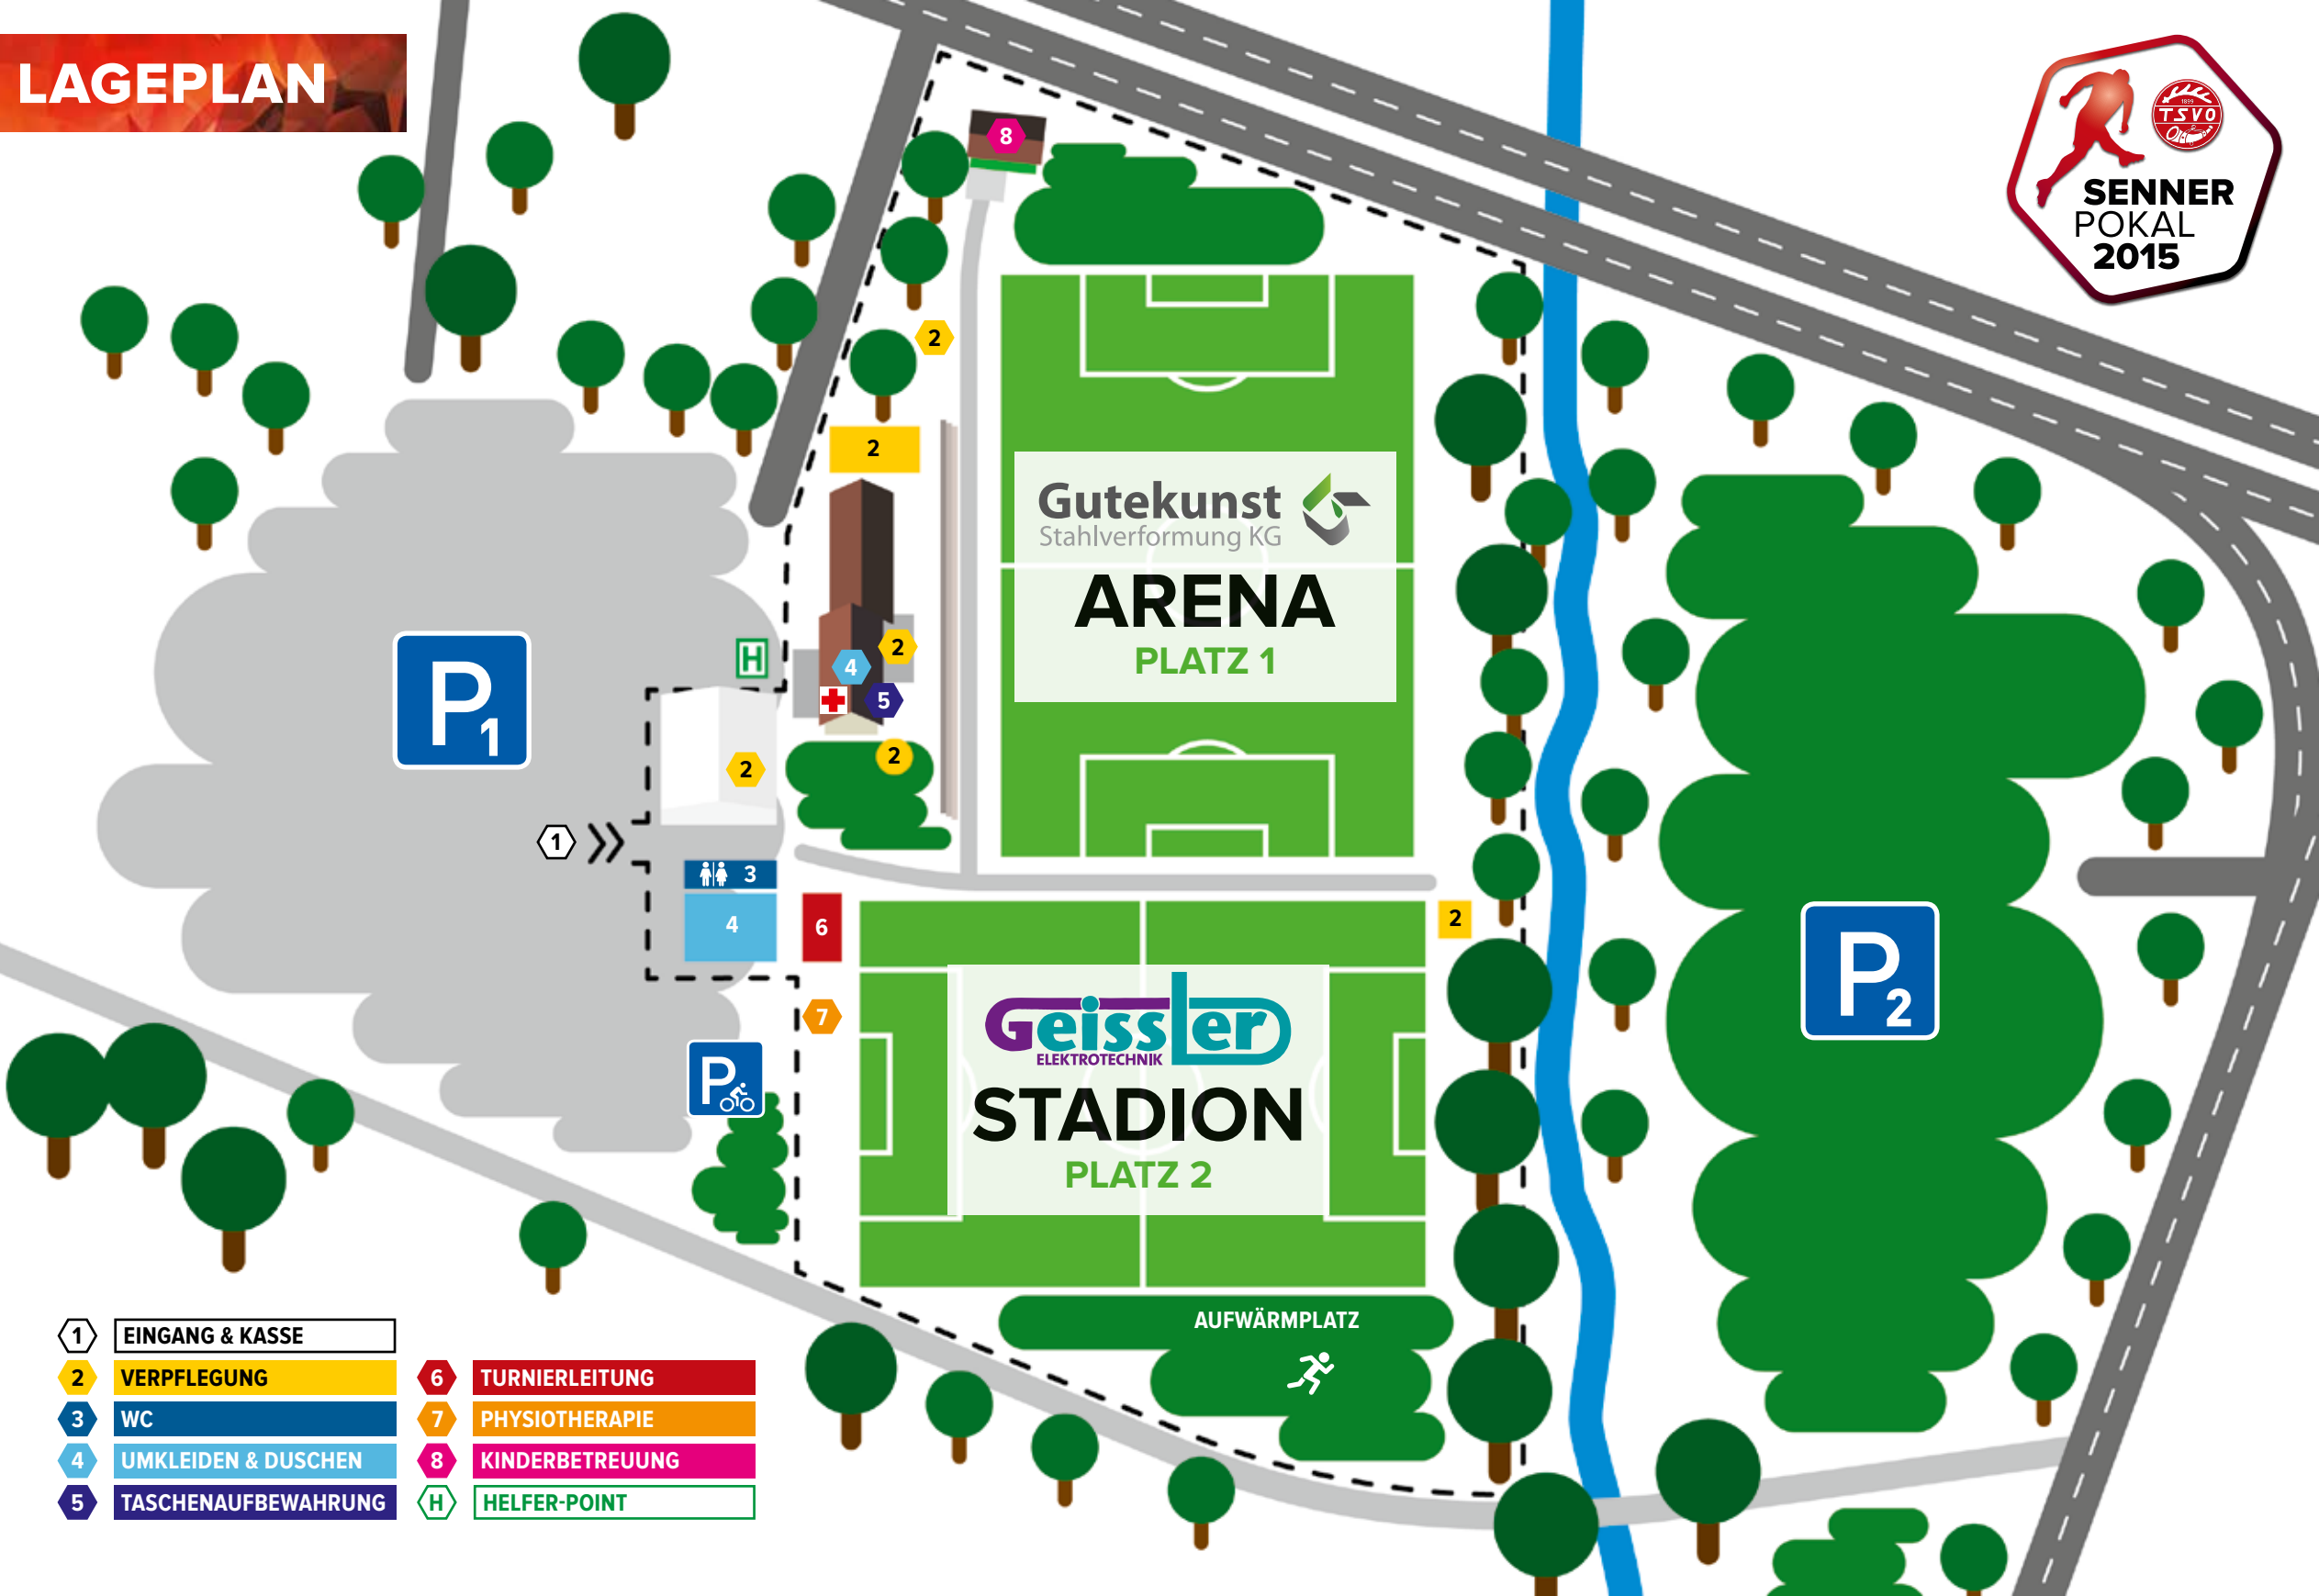 LAGEPLAN
1899
TSVO
SENNER
POKAL
2015
8
2
2
Gutekunst
Stahlverformung KG
ARENA
PLATZ 1
H
2
4
5
P1
2
2
1
3
4
6
2
P2
7
Geissler
ELEKTROTECHNIK
STADION
PLATZ 2
P
AUFWÄRMPLATZ
1 EINGANG & KASSE
2 VERPFLEGUNG
3 WC
4 UMKLEIDEN & DUSCHEN
5 TASCHENAUFBEWAHRUNG
6 TURNIERLEITUNG
7 PHYSIOTHERAPIE
8 KINDERBETREUUNG
H HELFER-POINT